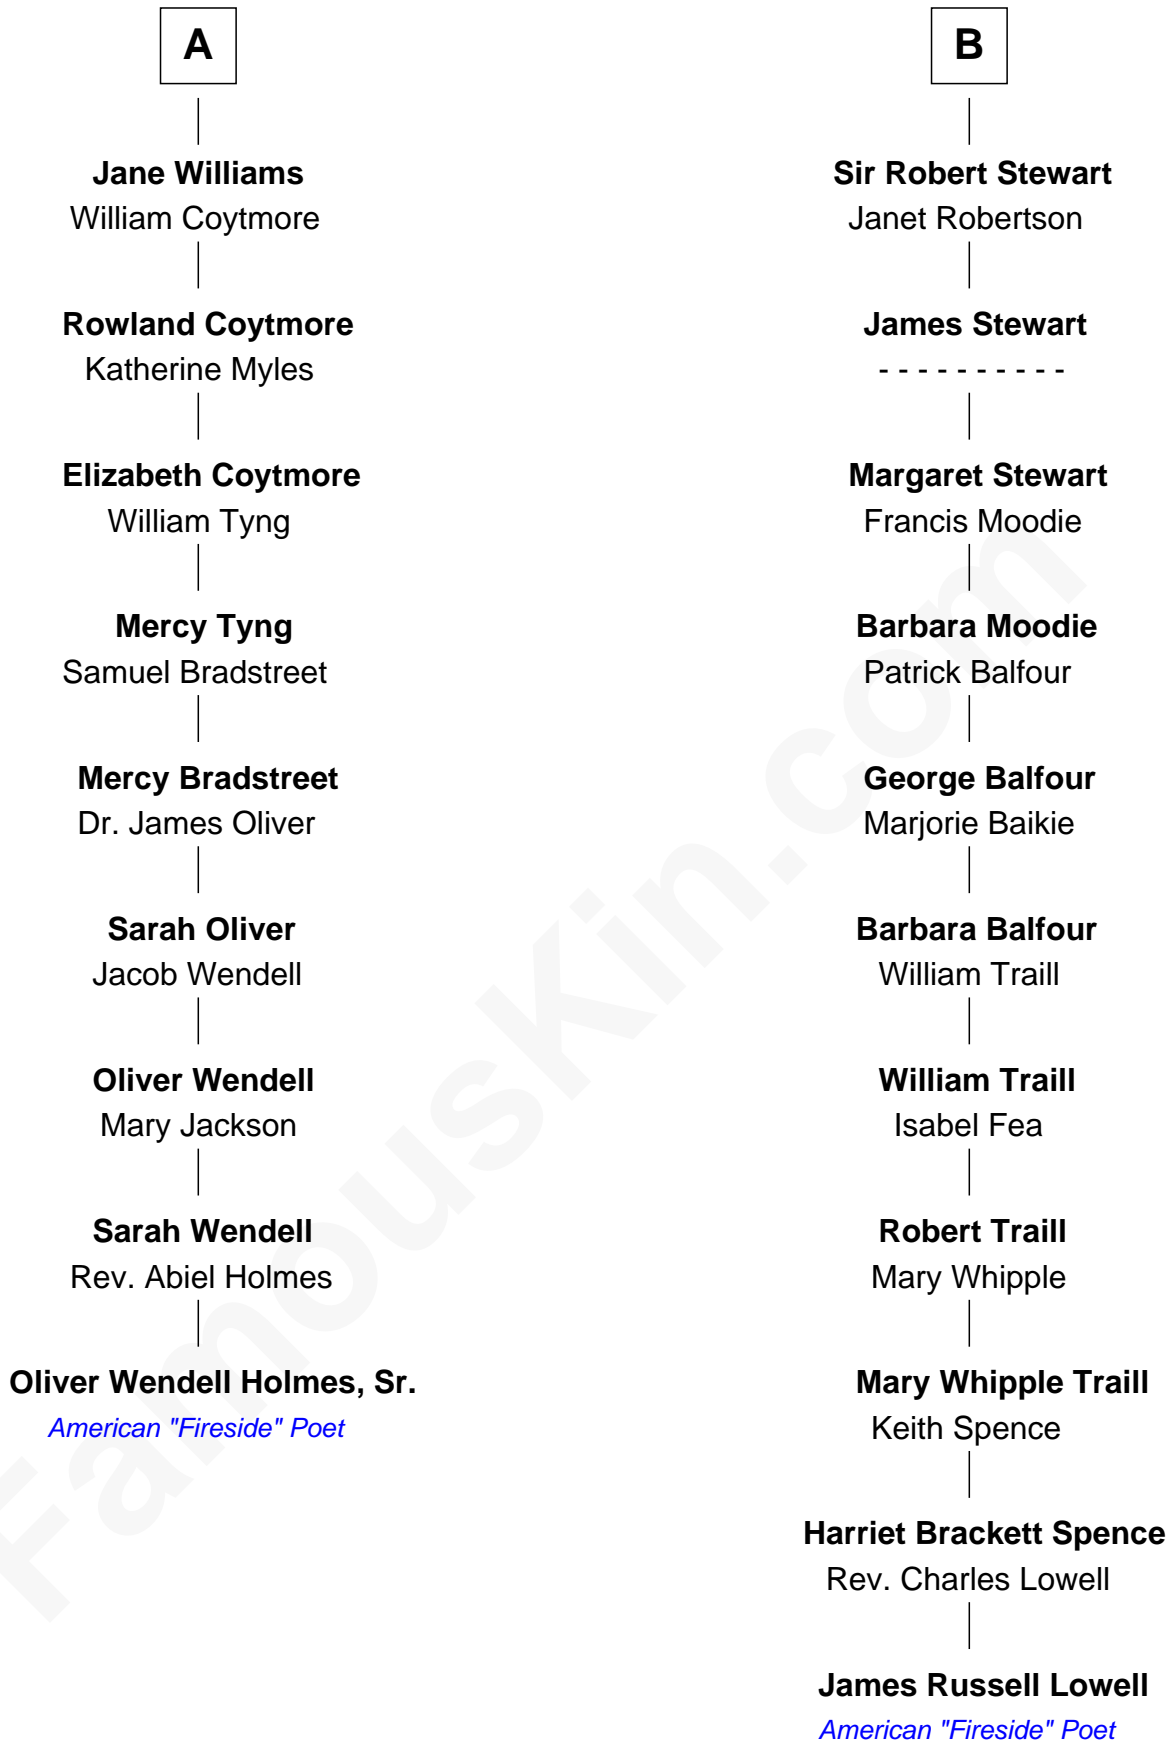 A
Jane Williams
William Coytmore
Rowland Coytmore
Katherine Myles
Elizabeth Coytmore
William Tyng
Mercy Tyng
Samuel Bradstreet
Mercy Bradstreet
Dr. James Oliver
Sarah Oliver
Jacob Wendell
Oliver Wendell
Mary Jackson
Sarah Wendell
Rev. Abiel Holmes
Oliver Wendell Holmes, Sr.
American "Fireside" Poet
B
Sir Robert Stewart
Janet Robertson
James Stewart
- - - - - - - - - -
Margaret Stewart
Francis Moodie
Barbara Moodie
Patrick Balfour
George Balfour
Marjorie Baikie
Barbara Balfour
William Traill
William Traill
Isabel Fea
Robert Traill
Mary Whipple
Mary Whipple Traill
Keith Spence
Harriet Brackett Spence
Rev. Charles Lowell
James Russell Lowell
American "Fireside" Poet
FamousKin.com